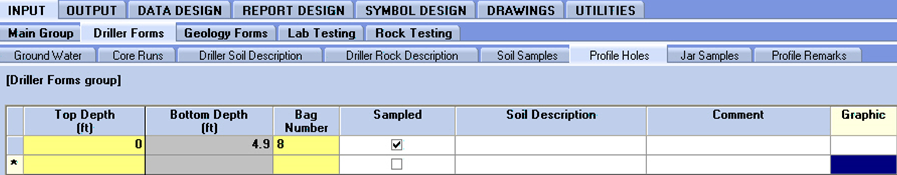 INPUT OUTPUT DATA DESIGN REPORT DESIGN SYMBOL DESIGN DRAWINGS UTILITIES
Main Group Driller Forms Geology Forms Lab Testing Rock Testing
Ground Water Core Runs Driller Soil Description Driller Rock Description Soil Samples Profile Holes Jar Samples Profile Remarks
[Driller Forms group]
Top Depth Bottom Depth Bag Sampled Soil Description Comment Graphic
(ft) (ft) Number
0 4.9 8
*